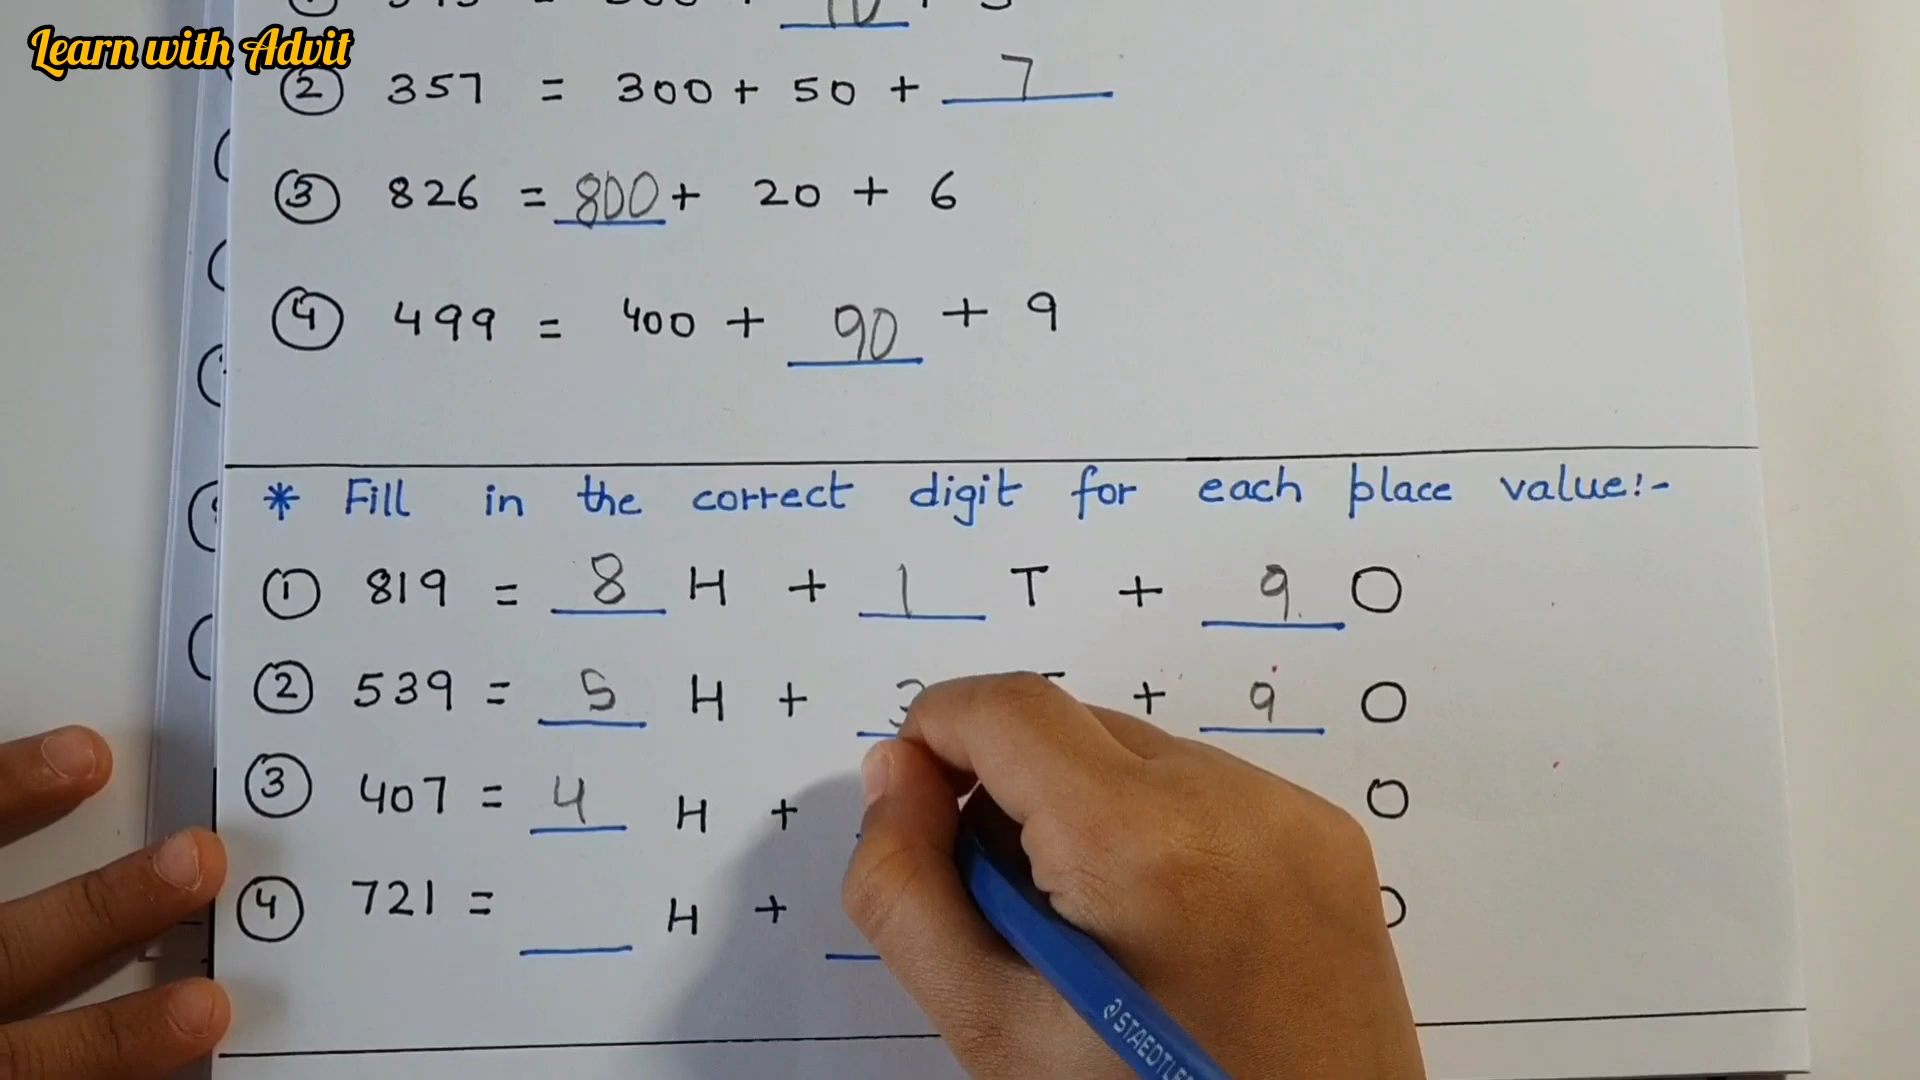 Learn with Advit
② 357 = 300 + 50 + 7
③ 826 = 800 + 20 + 6
④ 499 = 400 + 90 + 9
* Fill in the correct digit for each place value:-
① 819 = 8 H + 1 T + 9 O
② 539 = 5 H + 3 T + 9 O
③ 407 = 4 H + O
④ 721 = H + O
@STAEDTLER